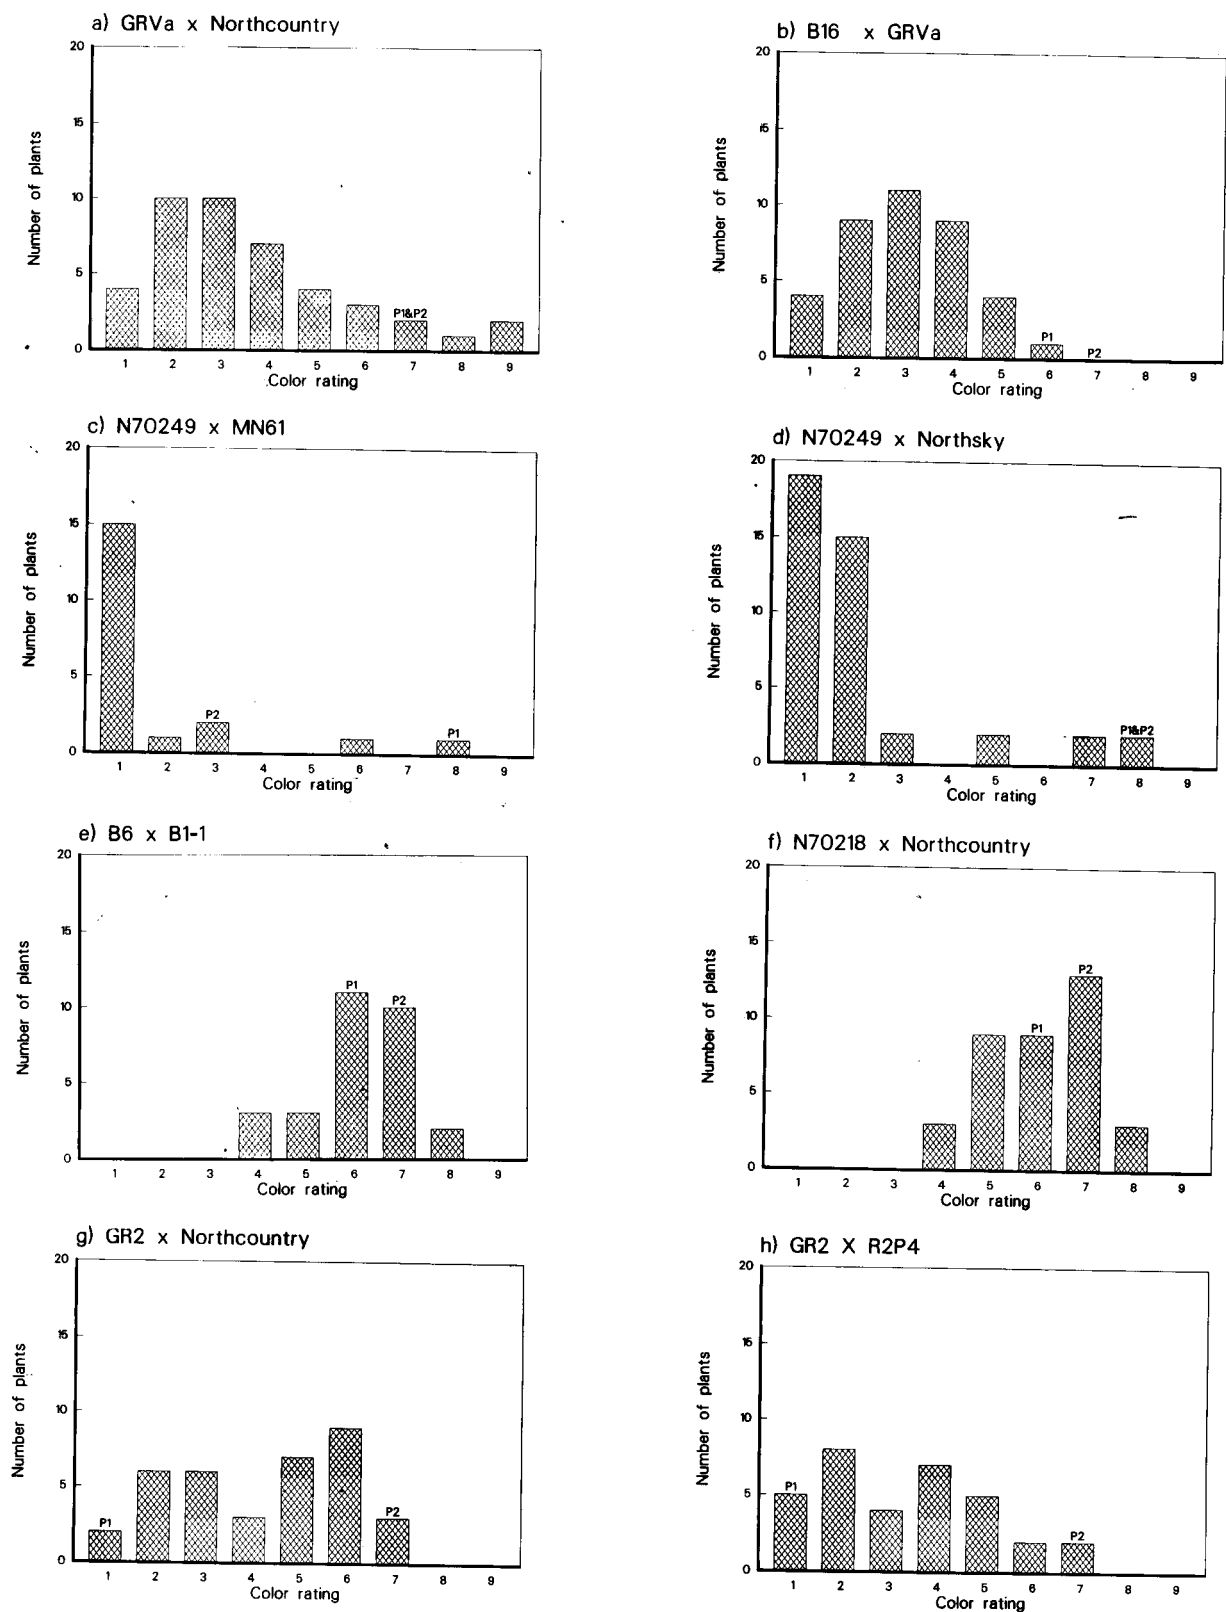 a) GRVa x Northcountry
Number of plants
20
15
10
5
0
P1&P2
1 2 3 4 5 6 7 8 9
Color rating
b) B16 x GRVa
Number of plants
20
15
10
5
0
P1
P2
1 2 3 4 5 6 7 8 9
Color rating
c) N70249 x MN61
Number of plants
20
15
10
5
0
P2
P1
1 2 3 4 5 6 7 8 9
Color rating
d) N70249 x Northsky
Number of plants
20
15
10
5
0
P1&P2
1 2 3 4 5 6 7 8 9
Color rating
e) B6 x B1-1
Number of plants
20
15
10
5
0
P1
P2
1 2 3 4 5 6 7 8 9
Color rating
f) N70218 x Northcountry
Number of plants
20
15
10
5
0
P1
P2
1 2 3 4 5 6 7 8 9
Color rating
g) GR2 x Northcountry
Number of plants
20
15
10
5
0
P1
P2
1 2 3 4 5 6 7 8 9
Color rating
h) GR2 X R2P4
Number of plants
20
15
10
5
0
P1
P2
1 2 3 4 5 6 7 8 9
Color rating